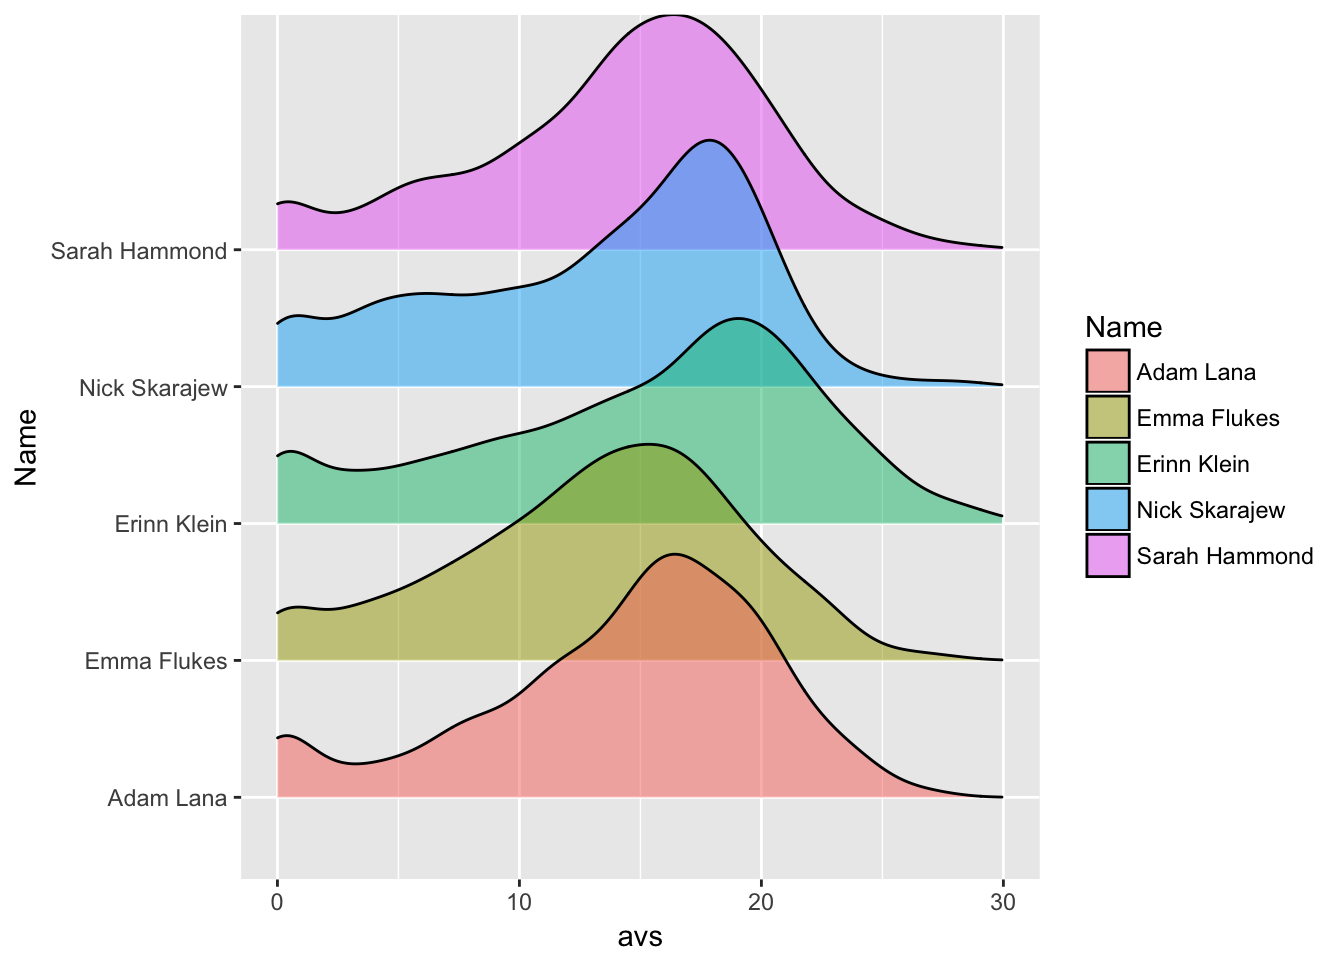 Name
Sarah Hammond
Nick Skarajew
Erinn Klein
Emma Flukes
Adam Lana
0 10 20 30
avs
Name
Adam Lana
Emma Flukes
Erinn Klein
Nick Skarajew
Sarah Hammond